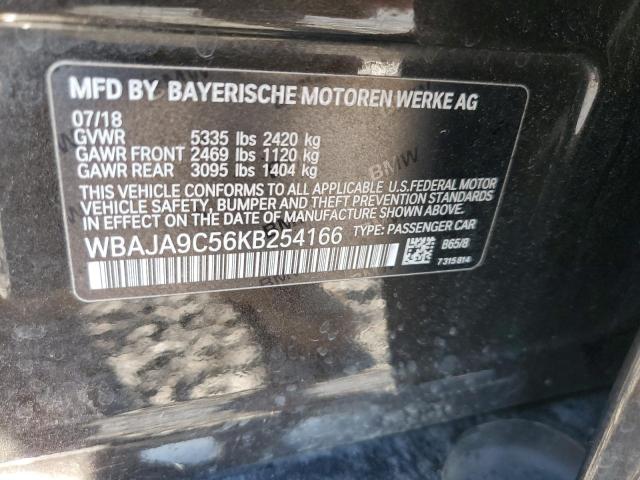 MFD BY BAYERISCHE MOTOREN WERKE AG
07/18
GVWR 5335 lbs 2420 kg
GAWR FRONT 2469 lbs 1120 kg
GAWR REAR 3095 lbs 1404 kg
THIS VEHICLE CONFORMS TO ALL APPLICABLE U.S.FEDERAL MOTOR
VEHICLE SAFETY, BUMPER, AND THEFT PREVENTION STANDARDS
IN EFFECT ON THE DATE OF MANUFACTURE SHOWN ABOVE.
WBAJA9C56KB254166 TYPE: PASSENGER CAR
B65/8
7315814
BMW